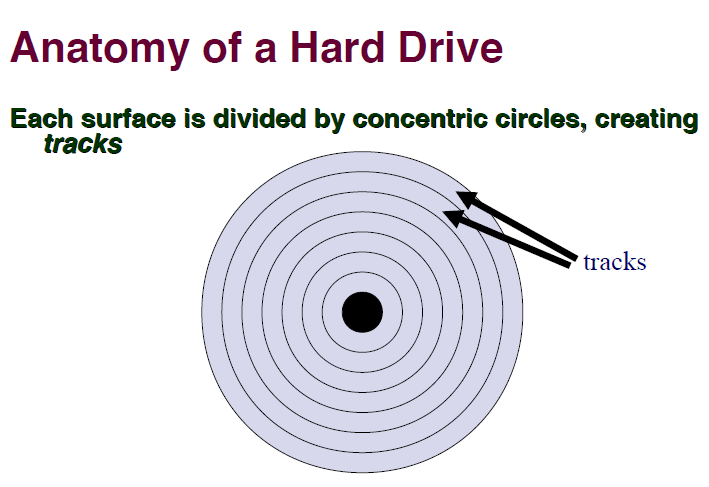 Anatomy of a Hard Drive
Each surface is divided by concentric circles, creating
tracks
tracks